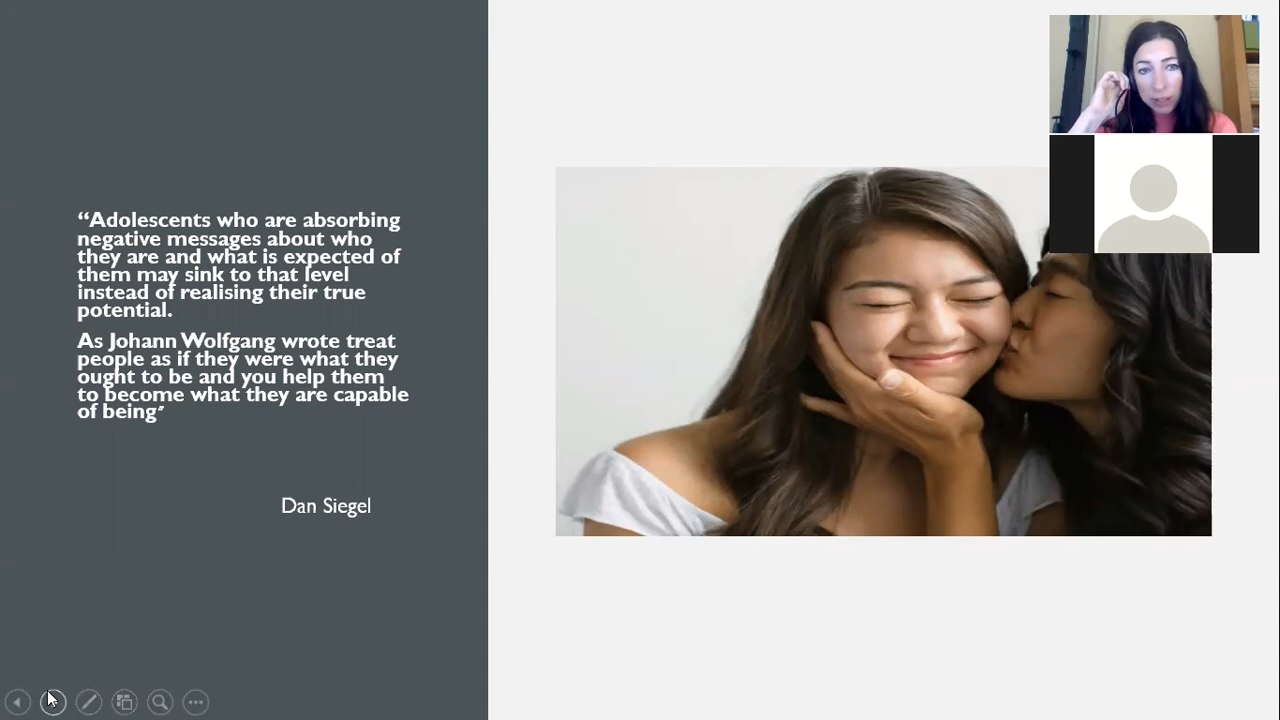 “Adolescents who are absorbing
negative messages about who
they are and what is expected of
them may sink to that level
instead of realising their true
potential.
As Johann Wolfgang wrote treat
people as if they were what they
ought to be and you help them
to become what they are capable
of being”
Dan Siegel